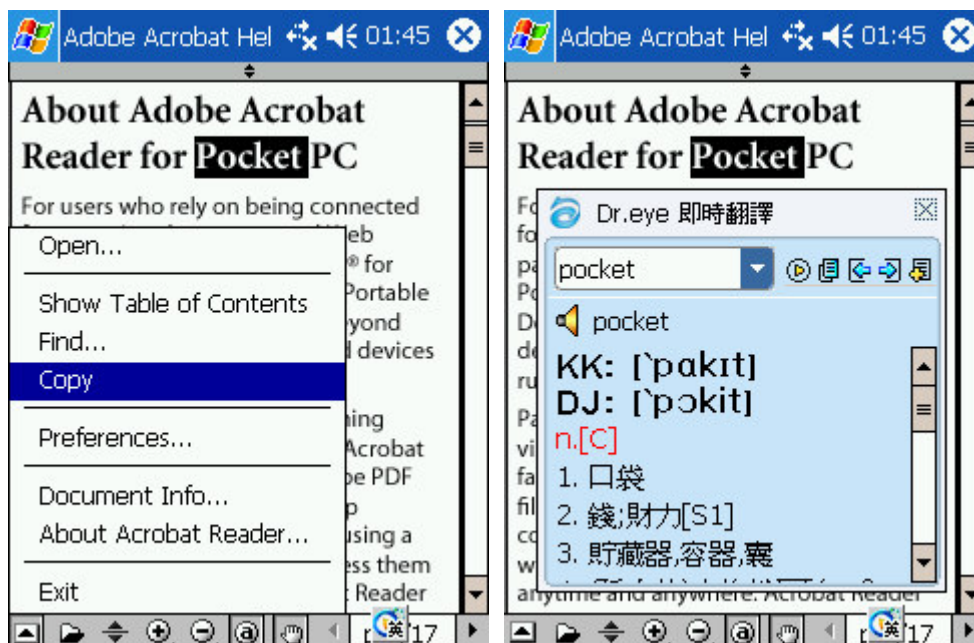 Adobe Acrobat Hel 01:45
About Adobe Acrobat
Reader for Pocket PC
For users who rely on being connected
eb
Open...
® for
Show Table of Contents
Portable
yond
Find...
devices
Copy
ing
Preferences...
Acrobat
PDF
Document Info...
About Acrobat Reader...
using a
ss them
Exit
Reader
17
Adobe Acrobat Hel 01:45
About Adobe Acrobat
Reader for Pocket PC
Dr.eye 即時翻譯
pocket
pocket
KK: [ˋpɑkɪt]
DJ: [ˋpɔkit]
n.[C]
1. 口袋
2. 錢;財力[S1]
3. 貯藏器,容器,囊
anytime and anywhere. Acrobat Reader
英
17